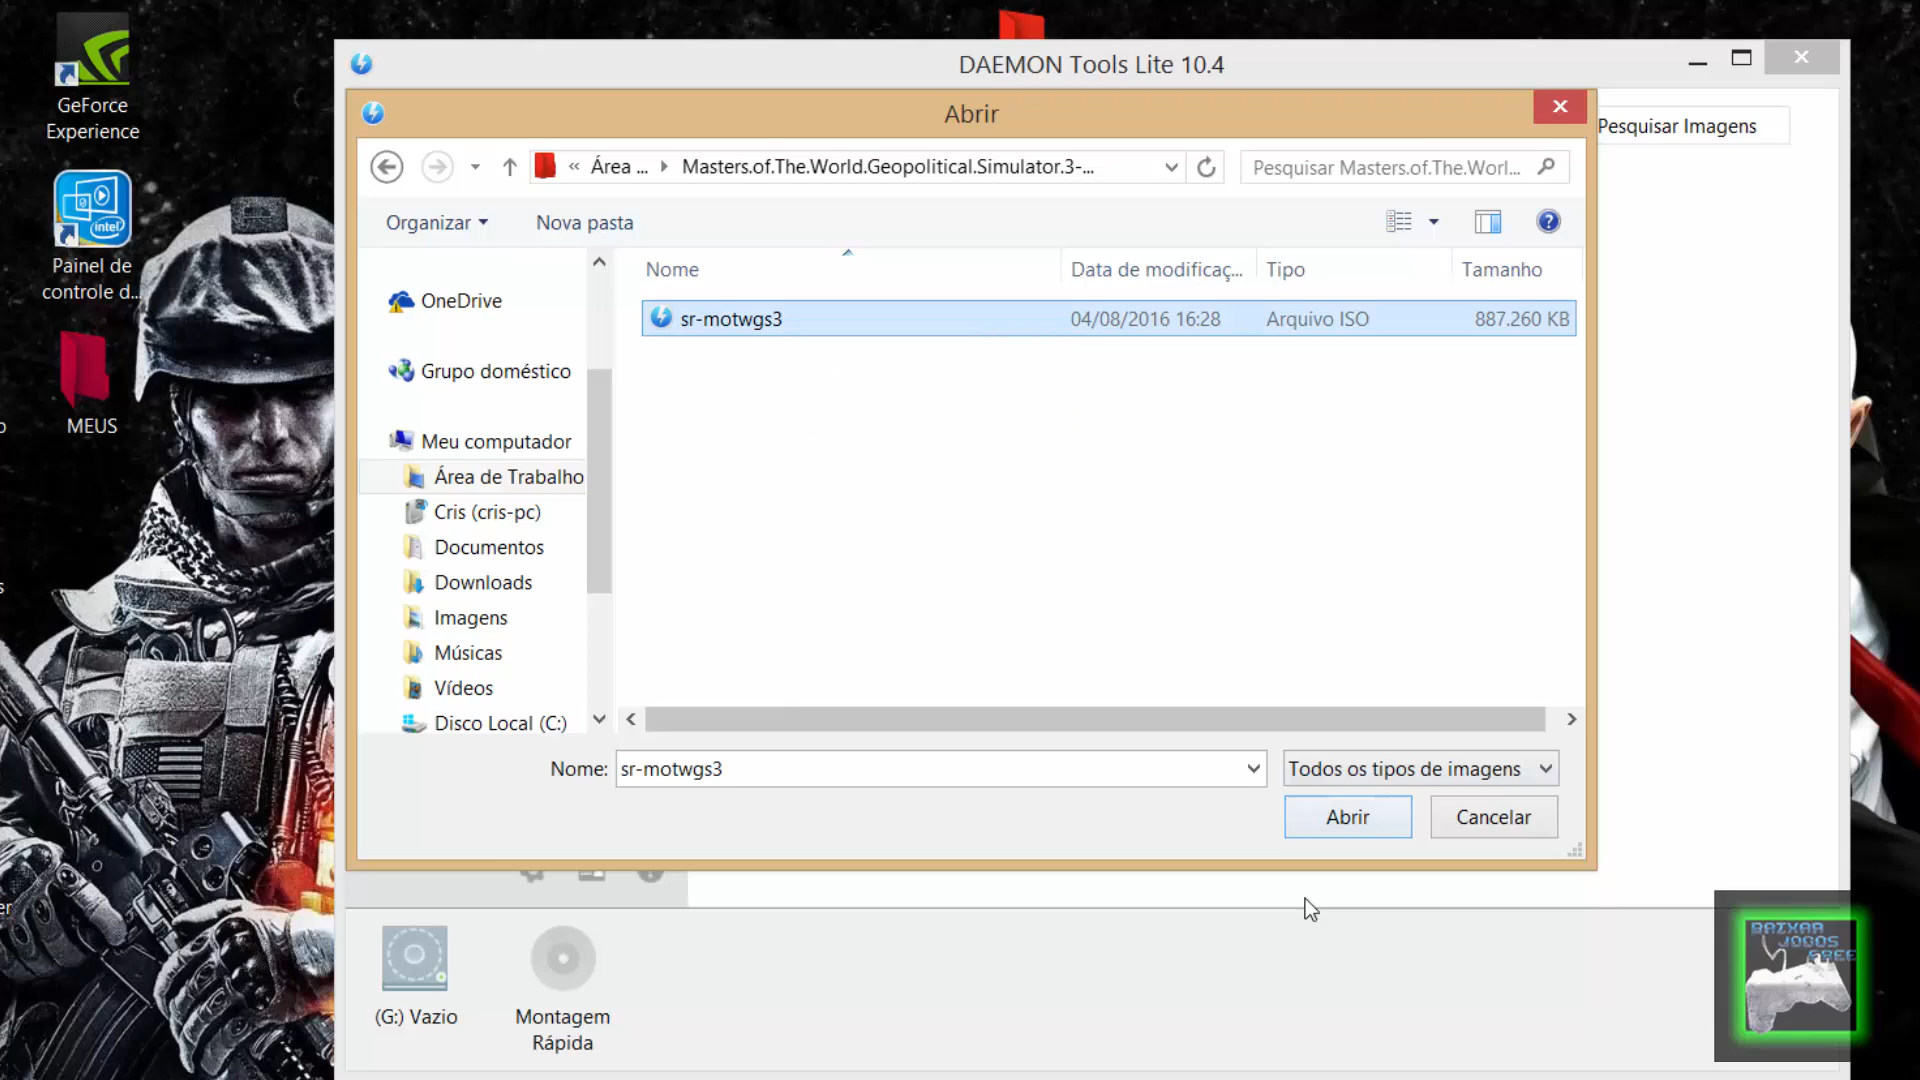 GeForce
Experience
Painel de
controle d...
MEUS
DAEMON Tools Lite 10.4
Pesquisar Imagens
Abrir
« Área ... Masters.of.The.World.Geopolitical.Simulator.3-...
Pesquisar Masters.of.The.Worl...
Organizar
Nova pasta
Nome
Data de modificaç...
Tipo
Tamanho
sr-motwgs3
04/08/2016 16:28
Arquivo ISO
887.260 KB
OneDrive
Grupo doméstico
Meu computador
Área de Trabalho
Cris (cris-pc)
Documentos
Downloads
Imagens
Músicas
Vídeos
Disco Local (C:)
Nome: sr-motwgs3
Todos os tipos de imagens
Abrir
Cancelar
(G:) Vazio
Montagem
Rápida
intel
BAIXAR
JOGOS
FREE